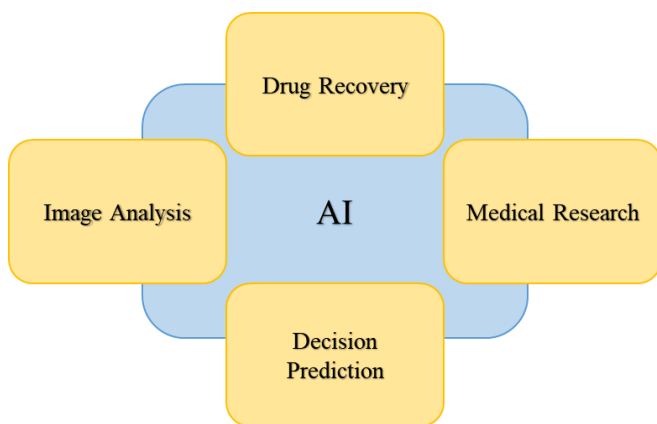 Drug Recovery
Image Analysis
AI
Medical Research
Decision
Prediction